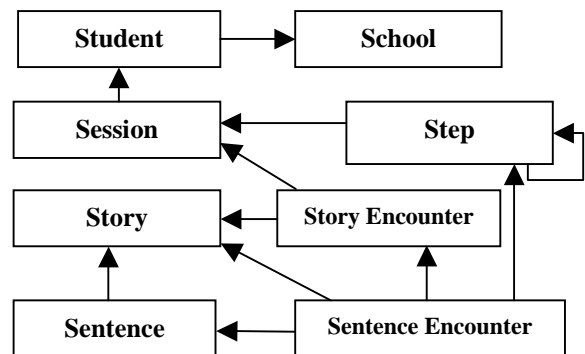 Student
School
Session
Step
Story
Story Encounter
Sentence
Sentence Encounter